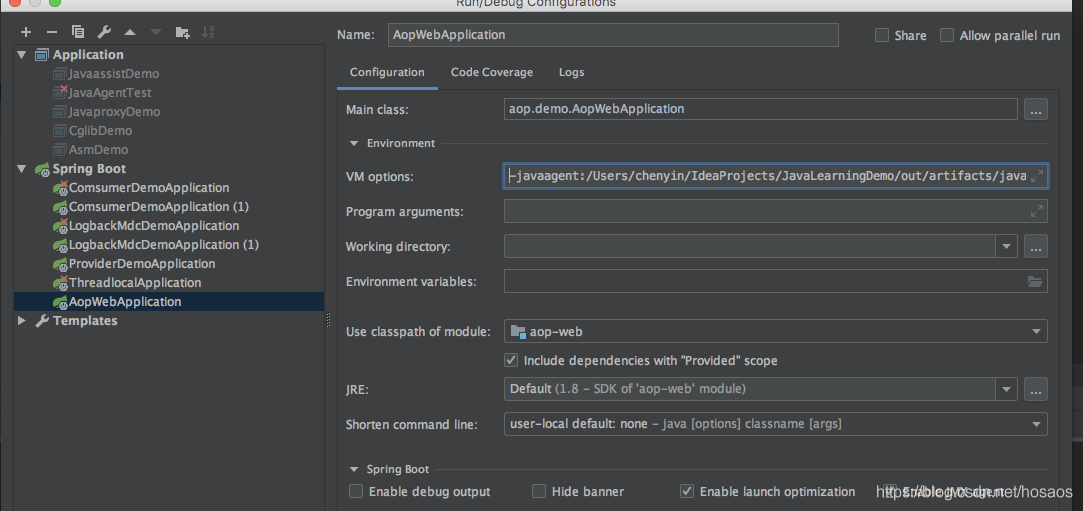 Run/Debug Configurations
Name: AopWebApplication Share Allow parallel run
Application
JavaassistDemo
JavaAgentTest
JavaproxyDemo
CglibDemo
AsmDemo
Spring Boot
ComsumerDemoApplication
ComsumerDemoApplication (1)
LogbackMdcDemoApplication
LogbackMdcDemoApplication (1)
ProviderDemoApplication
ThreadlocalApplication
AopWebApplication
Templates
Configuration Code Coverage Logs
Main class: aop.demo.AopWebApplication ...
Environment
VM options: -javaagent:/Users/chenyin/IdeaProjects/JavaLearningDemo/out/artifacts/java
Program arguments:
Working directory: ...
Environment variables:
Use classpath of module: aop-web
Include dependencies with "Provided" scope
JRE: Default (1.8 – SDK of 'aop-web' module) ...
Shorten command line: user-local default: none – java [options] classname [args]
Spring Boot
Enable debug output Hide banner Enable launch optimization Enable JMX agent
https://blog.csdn.net/hosaos